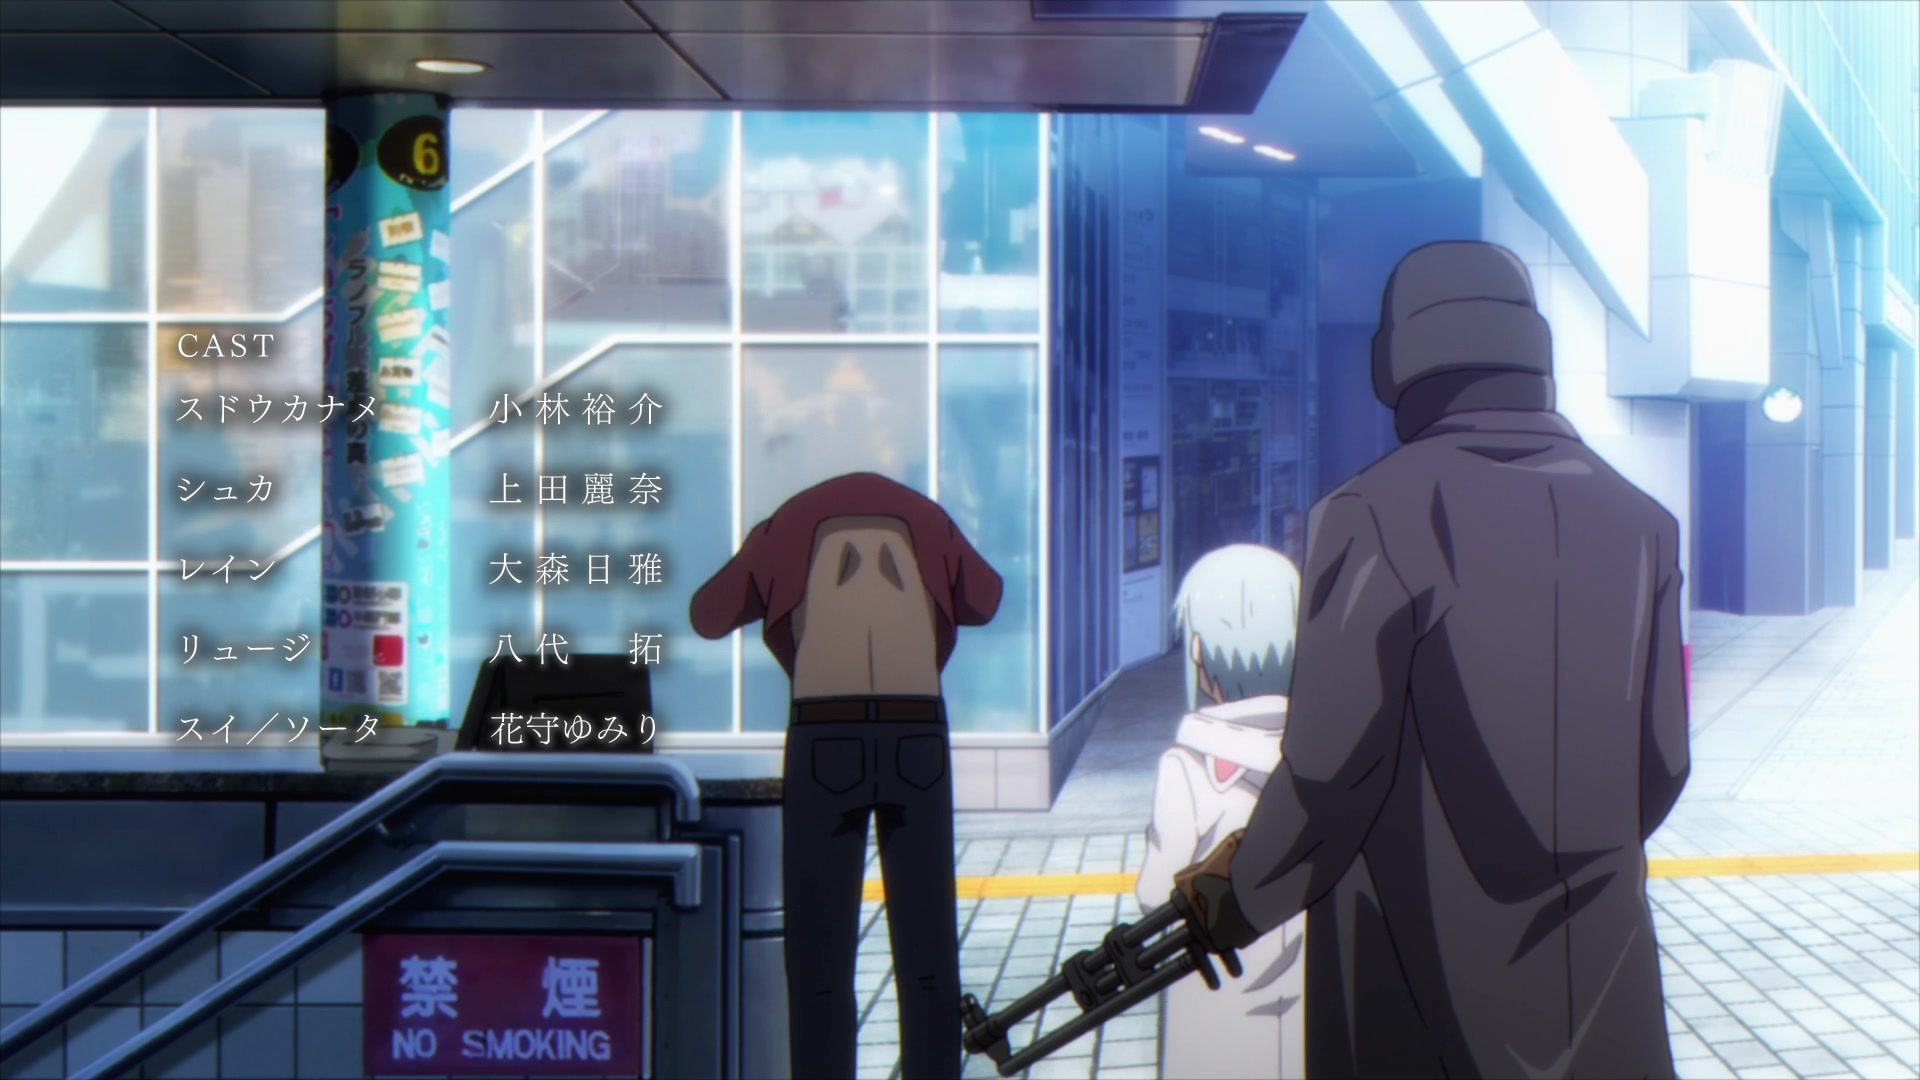 6
CAST
スドウカナメ 小林裕介
シュカ 上田麗奈
レイン 大森日雅
リュージ 八代 拓
スイ／ソータ 花守ゆみり
禁 煙
NO SMOKING